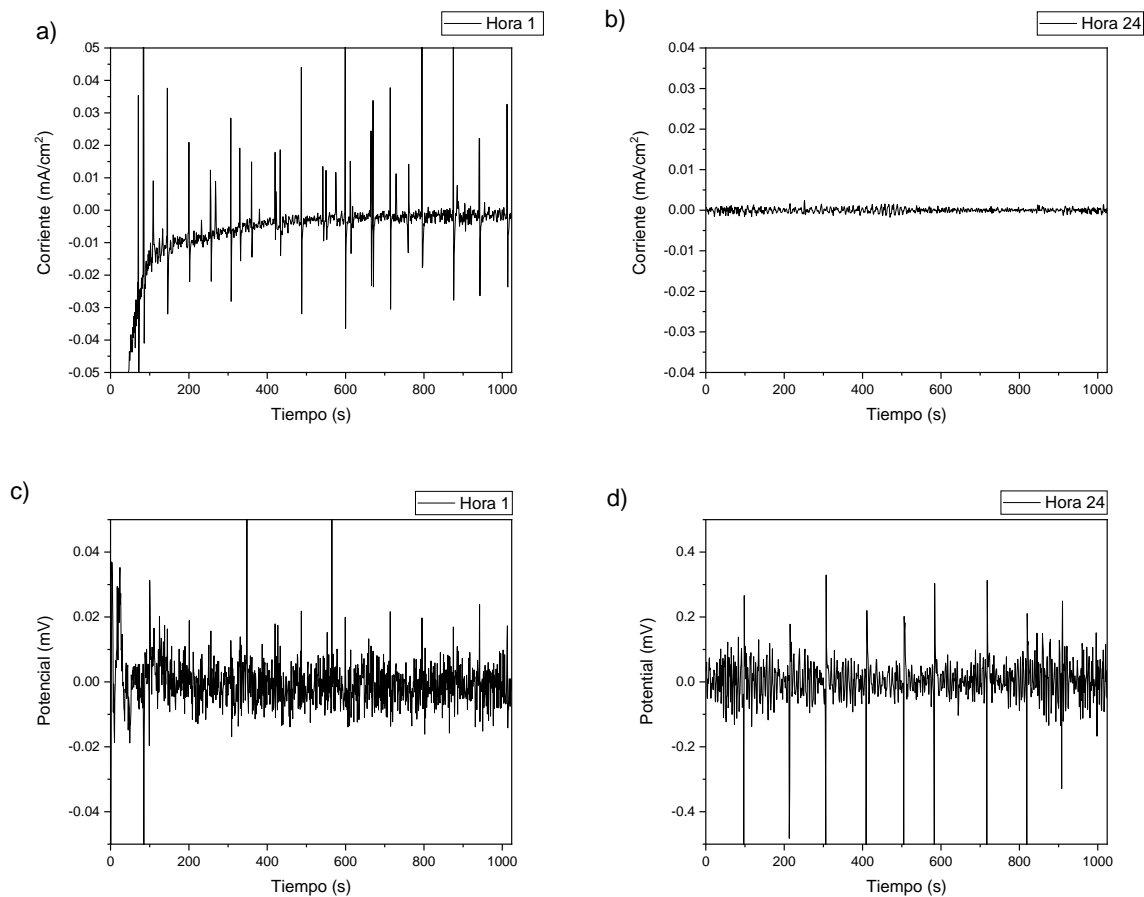 a)
Hora 1
.05
0.04
0.03
0.02
0.01
0.00
-0.01
-0.02
-0.03
-0.04
-0.05
0 200 400 600 800 1000
Corriente (mA/cm²)
Tiempo (s)
b)
Hora 24
0.04
0.03
0.02
0.01
0.00
-0.01
-0.02
-0.03
-0.04
0 200 400 600 800 1000
Corriente (mA/cm²)
Tiempo (s)
c)
Hora 1
0.04
0.02
0.00
-0.02
-0.04
0 200 400 600 800 1000
Potencial (mV)
Tiempo (s)
d)
Hora 24
0.4
0.2
0.0
-0.2
-0.4
0 200 400 600 800 1000
Potential (mV)
Tiempo (s)